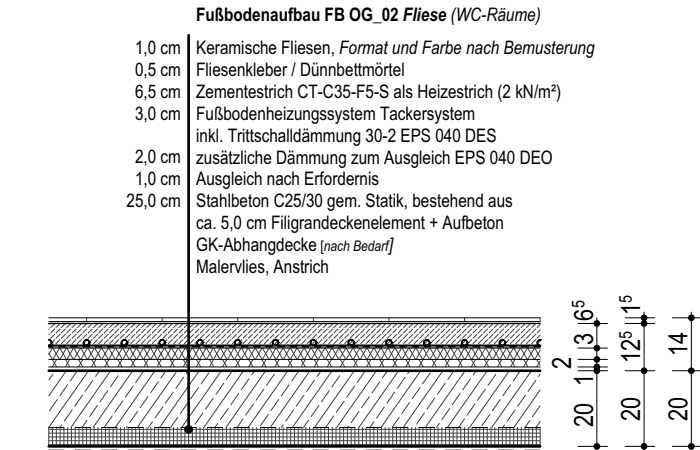 Fußbodenaufbau FB OG_02 Fliese (WC-Räume)
1,0 cm Keramische Fliesen, Format und Farbe nach Bemusterung
0,5 cm Fliesenkleber / Dünnbettmörtel
6,5 cm Zementestrich CT-C35-F5-S als Heizestrich (2 kN/m²)
3,0 cm Fußbodenheizungssystem Tackersystem
inkl. Trittschalldämmung 30-2 EPS 040 DES
2,0 cm zusätzliche Dämmung zum Ausgleich EPS 040 DEO
1,0 cm Ausgleich nach Erfordernis
25,0 cm Stahlbeton C25/30 gem. Statik, bestehend aus
ca. 5,0 cm Filigrandeckenelement + Aufbeton
GK-Abhangdecke [nach Bedarf]
Malervlies, Anstrich
20 1 2 3 6⁵
20 12⁵ 1⁵
20 14